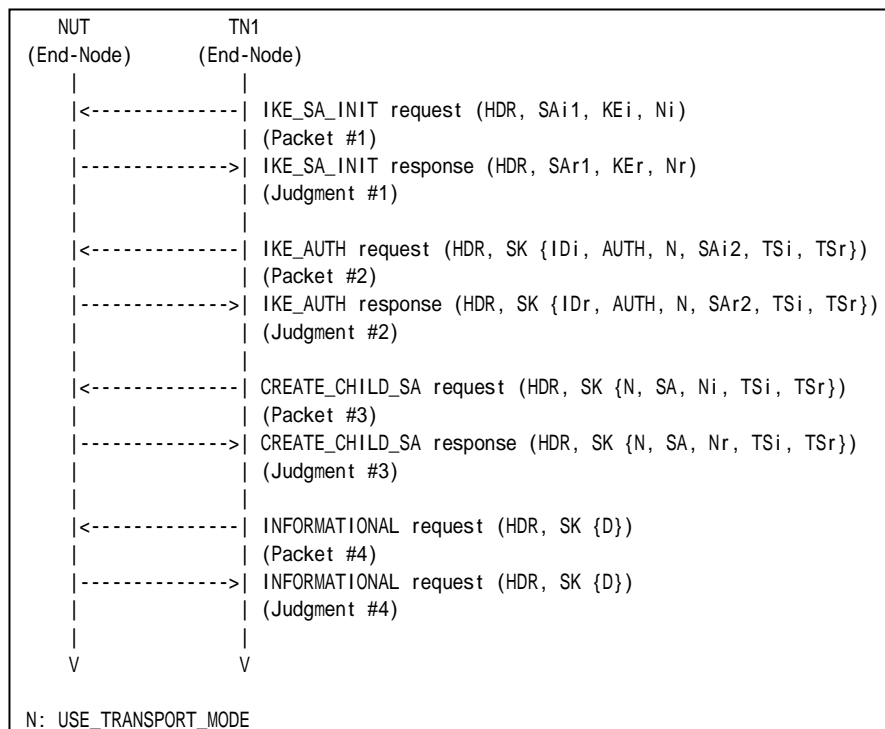 NUT TN1
(End-Node) (End-Node)
| |
|<--------------| IKE_SA_INIT request (HDR, SAi1, KEi, Ni)
| | (Packet #1)
|-------------->| IKE_SA_INIT response (HDR, SAr1, KEr, Nr)
| | (Judgment #1)
| |
|<--------------| IKE_AUTH request (HDR, SK {IDi, AUTH, N, SAi2, TSi, TSr})
| | (Packet #2)
|-------------->| IKE_AUTH response (HDR, SK {IDr, AUTH, N, SAr2, TSi, TSr})
| | (Judgment #2)
| |
|<--------------| CREATE_CHILD_SA request (HDR, SK {N, SA, Ni, TSi, TSr})
| | (Packet #3)
|-------------->| CREATE_CHILD_SA response (HDR, SK {N, SA, Nr, TSi, TSr})
| | (Judgment #3)
| |
|<--------------| INFORMATIONAL request (HDR, SK {D})
| | (Packet #4)
|-------------->| INFORMATIONAL request (HDR, SK {D})
| | (Judgment #4)
| |
V V
N: USE_TRANSPORT_MODE